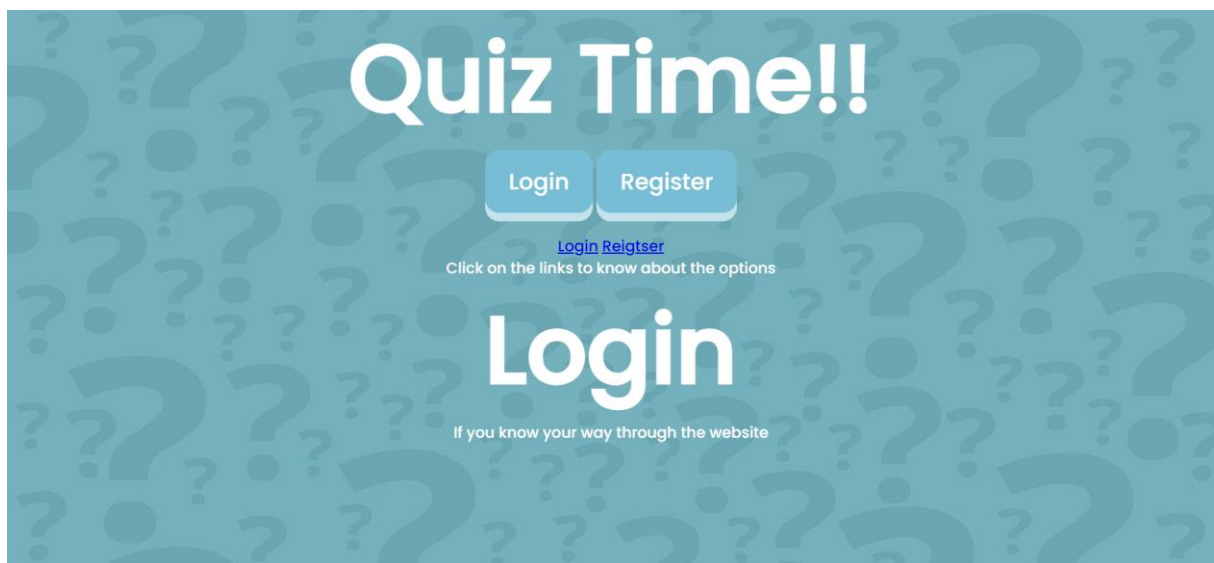 Quiz Time!!
Login Register
Login Reigtser
Click on the links to know about the options
Login
If you know your way through the website